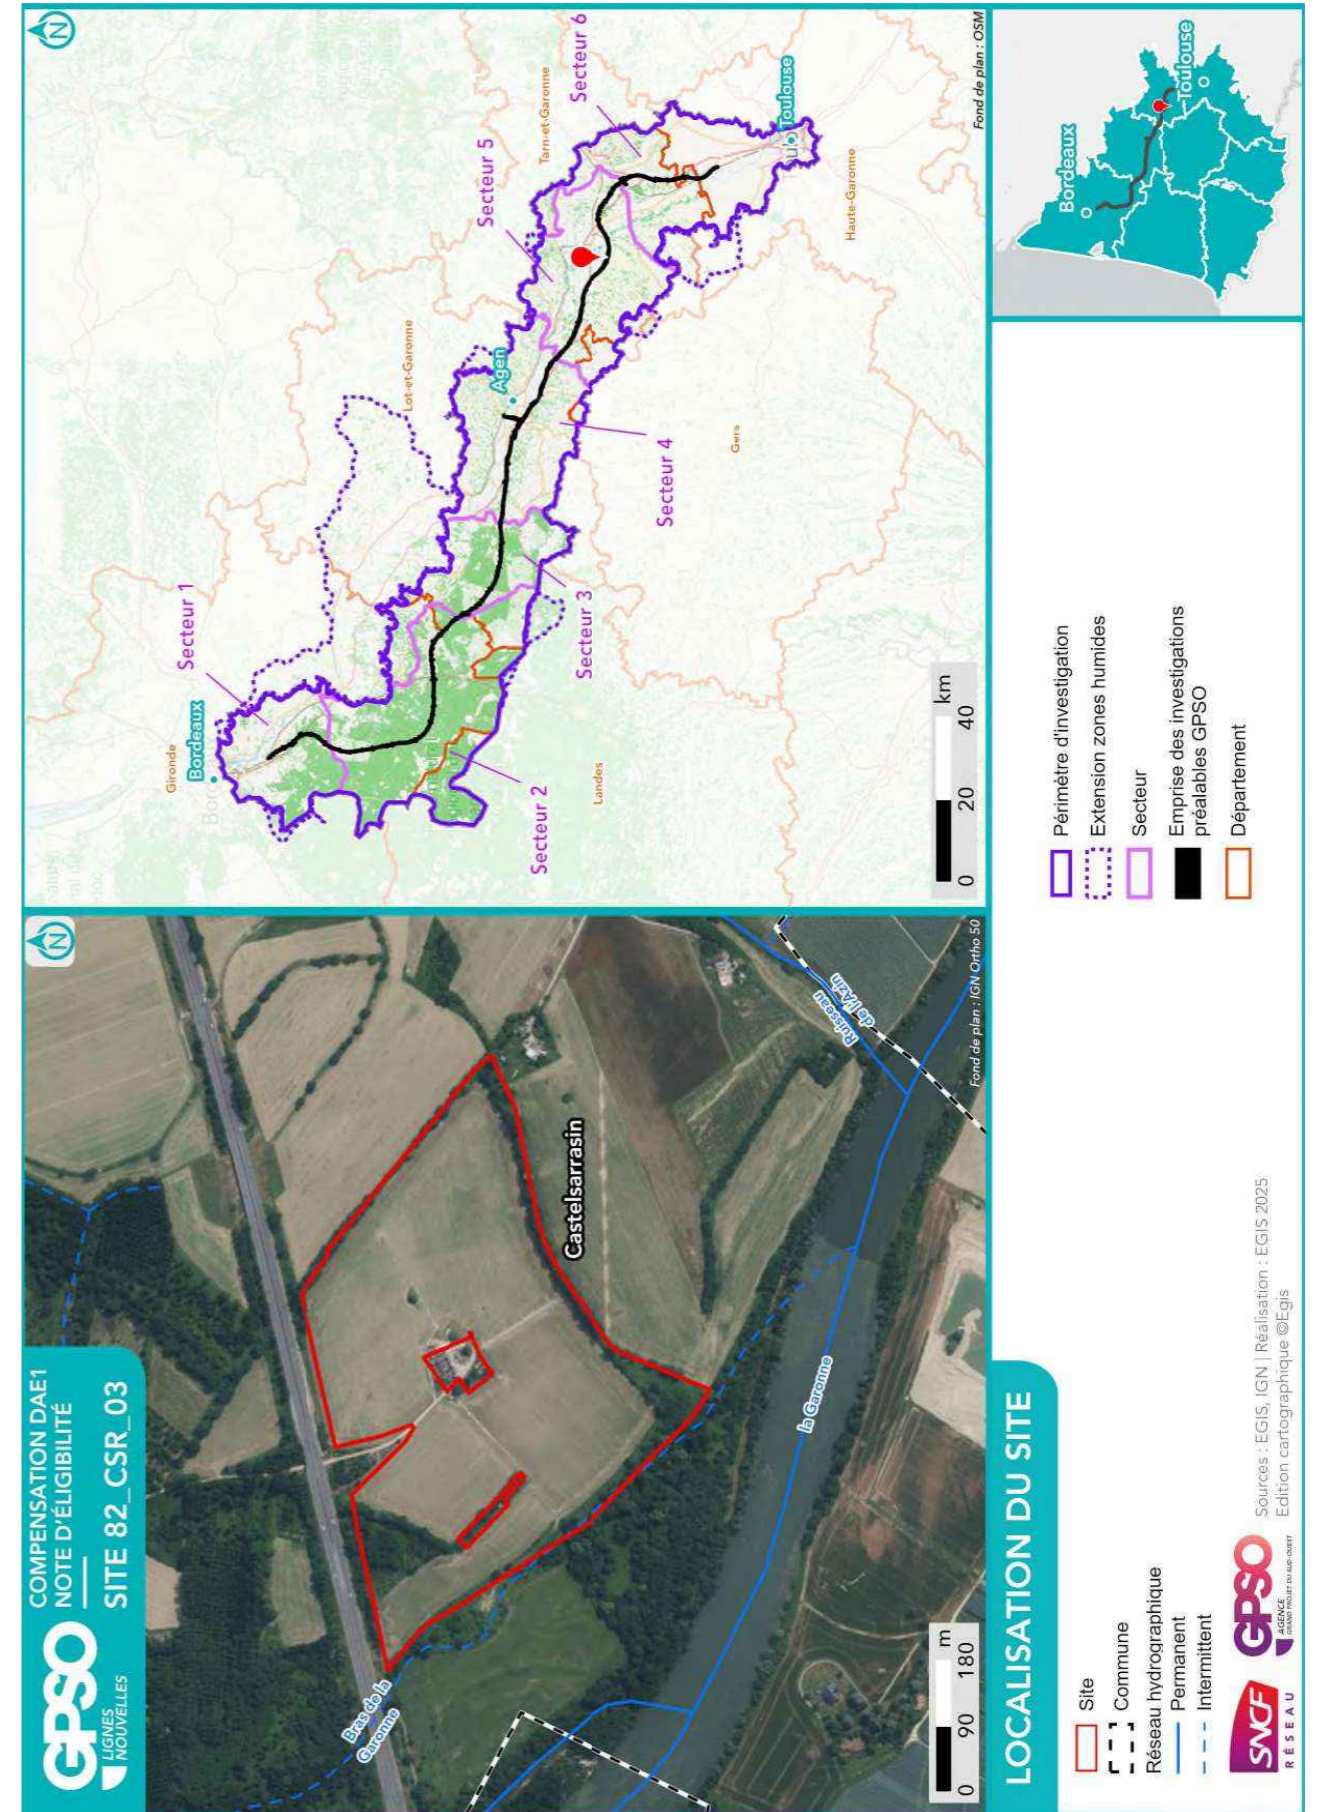 GPSO
LIGNES
NOUVELLES
COMPENSATION DAE1
NOTE D'ÉLIGIBILITÉ
SITE 82_CSR_03
N
Bras de la
Garonne
Castelsarrasin
la Garonne
Ruisseau
de l'Azin
0 90 180 m
Fond de plan : IGN Ortho 50
N
Gironde
Bordeaux
Secteur 1
Lot-et-Garonne
Agen
Secteur 5
Tarn-et-Garonne
Secteur 6
Toulouse
Haute-Garonne
Gers
Secteur 4
Secteur 3
Landes
Secteur 2
0 20 40 km
Fond de plan : OSM
LOCALISATION DU SITE
Site
Commune
Réseau hydrographique
Permanent
Intermittent
Périmètre d'investigation
Extension zones humides
Secteur
Emprise des investigations
préalables GPSO
Département
Bordeaux
Toulouse
SNCF
RÉSEAU
GPSO
AGENCE
GRAND PROJET DU SUD-OUEST
Sources : EGIS, IGN | Réalisation : EGIS 2025
Edition cartographique ©Egis